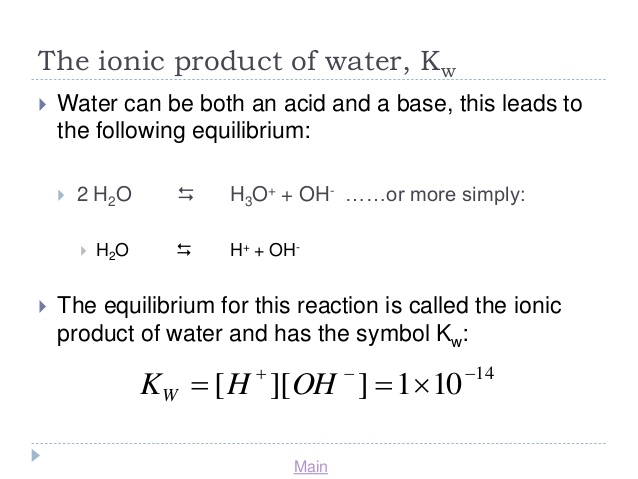 The ionic product of water, Kw
Water can be both an acid and a base, this leads to
the following equilibrium:
2 H₂O ⇆ H₃O⁺ + OH⁻ ……or more simply:
H₂O ⇆ H⁺ + OH⁻
The equilibrium for this reaction is called the ionic
product of water and has the symbol Kw:
K_W = [H⁺][OH⁻] = 1×10⁻¹⁴
Main